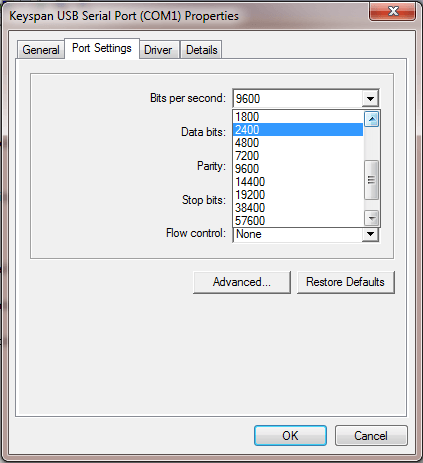 Keyspan USB Serial Port (COM1) Properties
General Port Settings Driver Details
Bits per second: 9600
1800
Data bits: 2400
4800
7200
Parity: 9600
14400
Stop bits: 19200
38400
57600
Flow control: None
Advanced... Restore Defaults
OK Cancel